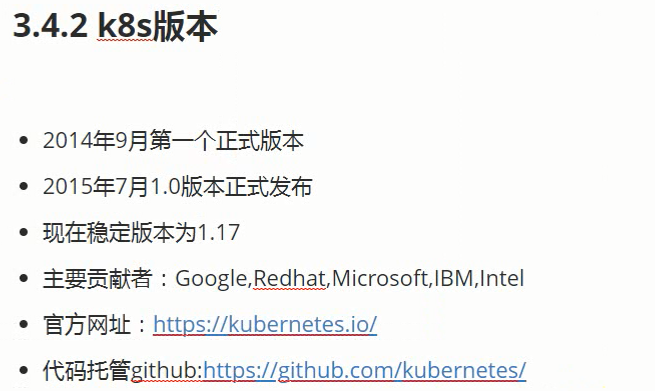 3.4.2 k8s版本
• 2014年9月第一个正式版本
• 2015年7月1.0版本正式发布
• 现在稳定版本为1.17
• 主要贡献者：Google,Redhat,Microsoft,IBM,Intel
• 官方网址：https://kubernetes.io/
• 代码托管github:https://github.com/kubernetes/